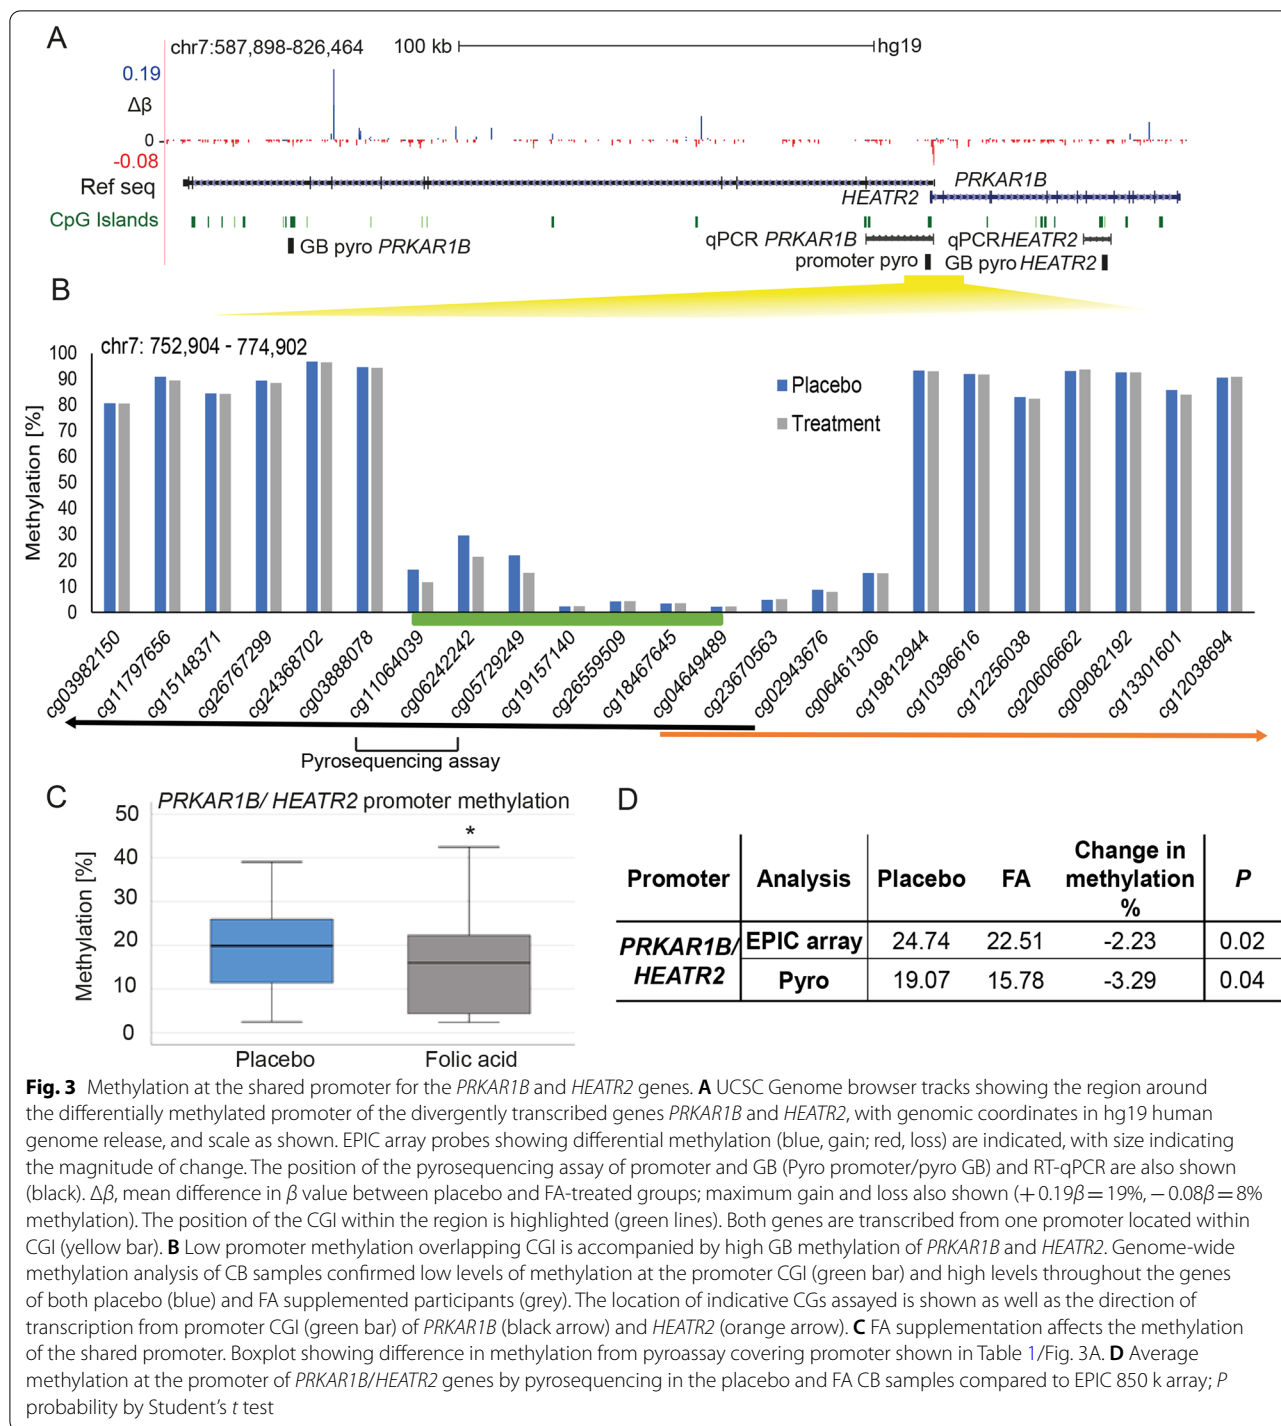 A
chr7:587,898-826,464
100 kb
hg19
0.19
Δβ
0
-0.08
Ref seq
PRKAR1B
HEATR2
CpG Islands
GB pyro PRKAR1B
qPCR PRKAR1B
qPCRHEATR2
promoter pyro
GB pyro HEATR2
B
chr7: 752,904 - 774,902
Methylation [%]
100
90
80
70
60
50
40
30
20
10
0
Placebo
Treatment
cg03982150
cg11797656
cg15148371
cg26767299
cg24368702
cg03888078
cg11064039
cg06242242
cg05729249
cg19157140
cg26559509
cg18467645
cg04649489
cg23670563
cg02943676
cg06461306
cg19812944
cg10396616
cg12256038
cg20606662
cg09082192
cg13301601
cg12038694
Pyrosequencing assay
C
PRKAR1B/ HEATR2 promoter methylation
Methylation [%]
50
40
30
20
10
0
*
Placebo
Folic acid
D
Promoter Analysis Placebo FA Change in methylation % P
PRKAR1B/ HEATR2
EPIC array 24.74 22.51 -2.23 0.02
Pyro 19.07 15.78 -3.29 0.04
Fig. 3 Methylation at the shared promoter for the PRKAR1B and HEATR2 genes. A UCSC Genome browser tracks showing the region around
the differentially methylated promoter of the divergently transcribed genes PRKAR1B and HEATR2, with genomic coordinates in hg19 human
genome release, and scale as shown. EPIC array probes showing differential methylation (blue, gain; red, loss) are indicated, with size indicating
the magnitude of change. The position of the pyrosequencing assay of promoter and GB (Pyro promoter/pyro GB) and RT-qPCR are also shown
(black). Δβ, mean difference in β value between placebo and FA-treated groups; maximum gain and loss also shown (+ 0.19β = 19%, − 0.08β = 8%
methylation). The position of the CGI within the region is highlighted (green lines). Both genes are transcribed from one promoter located within
CGI (yellow bar). B Low promoter methylation overlapping CGI is accompanied by high GB methylation of PRKAR1B and HEATR2. Genome-wide
methylation analysis of CB samples confirmed low levels of methylation at the promoter CGI (green bar) and high levels throughout the genes
of both placebo (blue) and FA supplemented participants (grey). The location of indicative CGs assayed is shown as well as the direction of
transcription from promoter CGI (green bar) of PRKAR1B (black arrow) and HEATR2 (orange arrow). C FA supplementation affects the methylation
of the shared promoter. Boxplot showing difference in methylation from pyroassay covering promoter shown in Table 1/Fig. 3A. D Average
methylation at the promoter of PRKAR1B/HEATR2 genes by pyrosequencing in the placebo and FA CB samples compared to EPIC 850 k array; P
probability by Student's t test